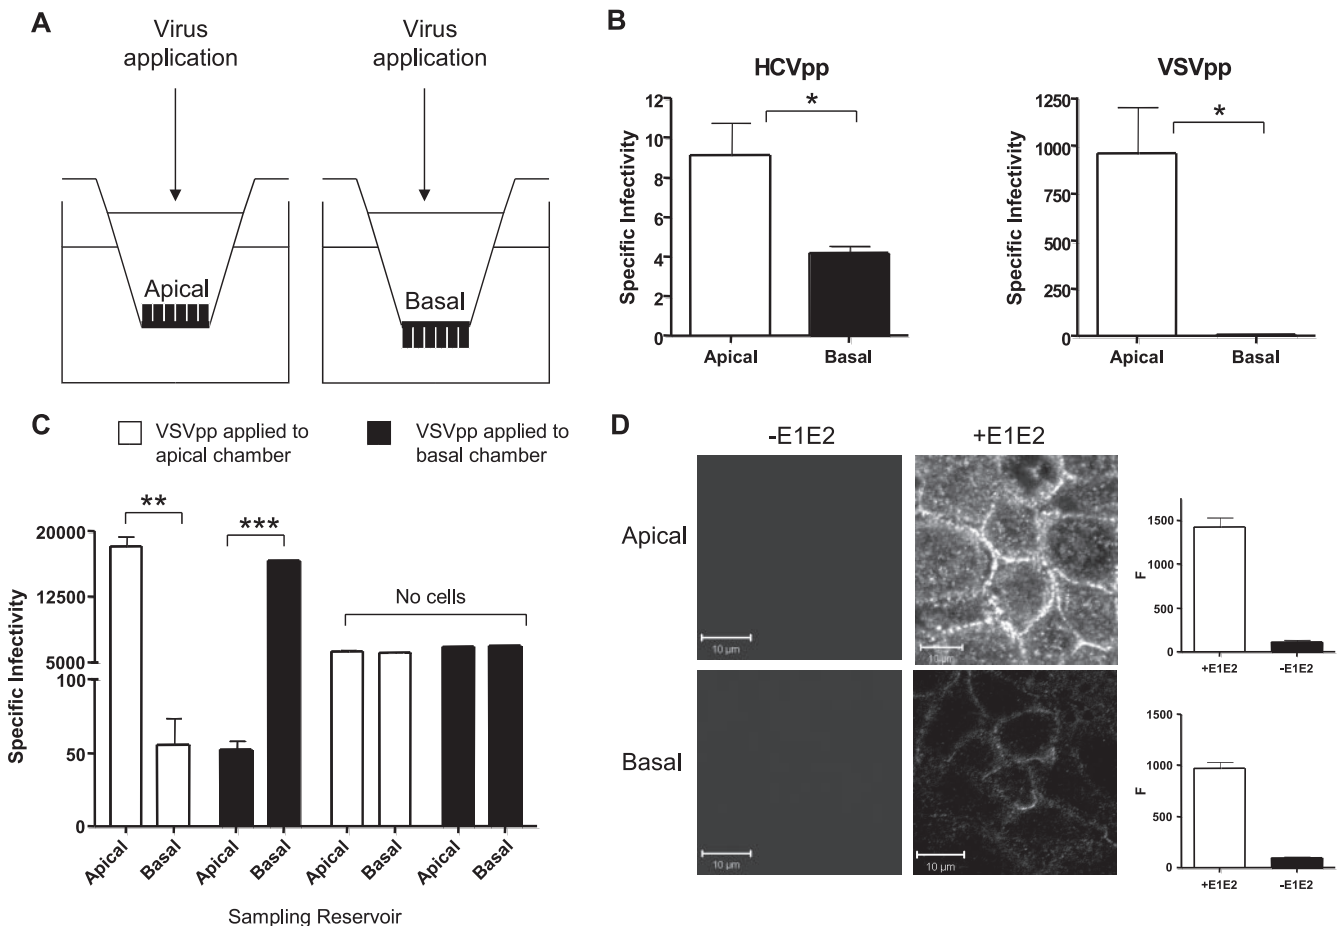 A
Virus
application
Virus
application
Apical
Basal
B
HCVpp
Specific Infectivity
12
10
8
6
4
2
0
*
Apical
Basal
VSVpp
Specific Infectivity
1250
1000
750
500
250
0
*
Apical
Basal
C
VSVpp applied to
apical chamber
VSVpp applied to
basal chamber
Specific Infectivity
20000
12500
5000
100
50
0
**
***
No cells
Apical
Basal
Apical
Basal
Apical
Basal
Apical
Basal
Sampling Reservoir
D
-E1E2
+E1E2
Apical
10 µm
10 µm
F
1500
1000
500
0
+E1E2
-E1E2
Basal
10 µm
10 µm
F
1500
1000
500
0
+E1E2
-E1E2